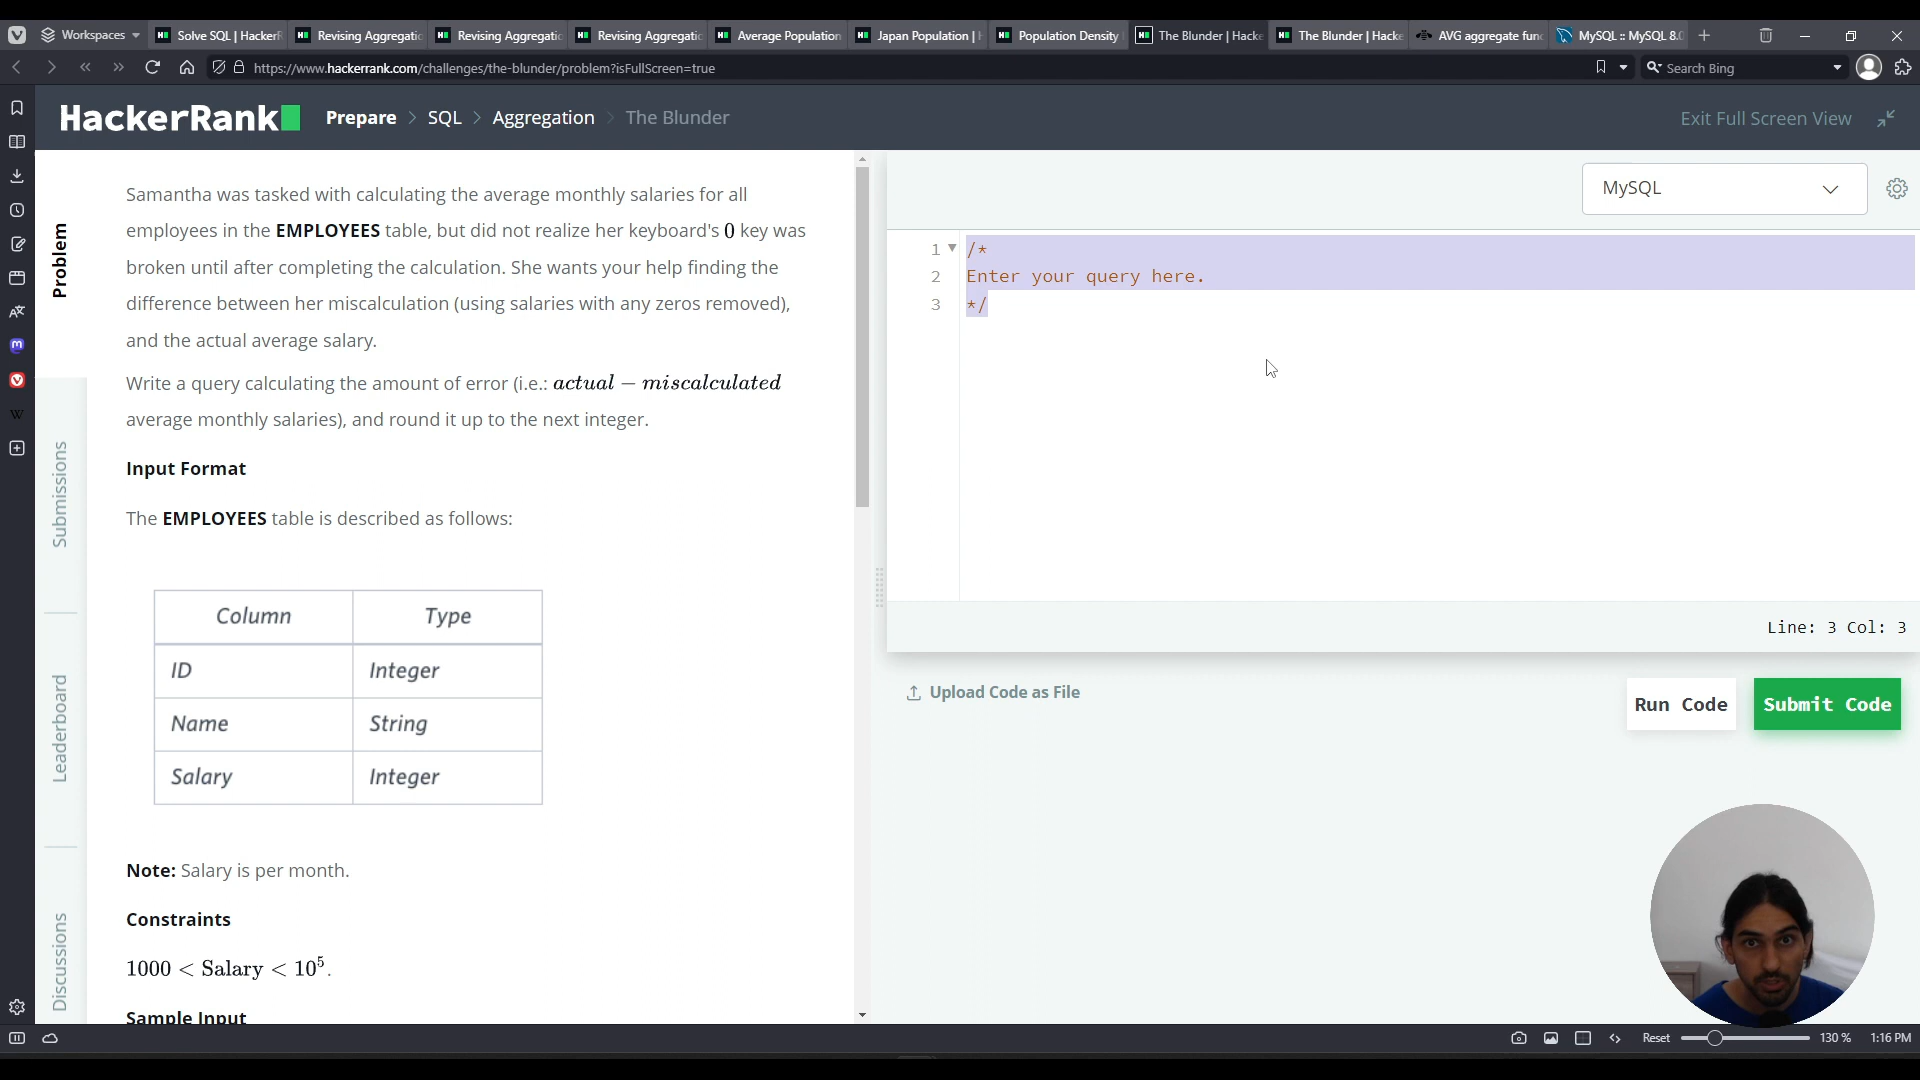 Workspaces
Solve SQL | HackerR
Revising Aggregatio
Revising Aggregatio
Revising Aggregatio
Average Population
Japan Population | H
Population Density
The Blunder | Hacke
The Blunder | Hacke
AVG aggregate func
MySQL :: MySQL 8.0
https://www.hackerrank.com/challenges/the-blunder/problem?isFullScreen=true
Search Bing
HackerRank
Prepare > SQL > Aggregation > The Blunder
Exit Full Screen View
Problem
Submissions
Leaderboard
Discussions
Samantha was tasked with calculating the average monthly salaries for all
employees in the EMPLOYEES table, but did not realize her keyboard's 0 key was
broken until after completing the calculation. She wants your help finding the
difference between her miscalculation (using salaries with any zeros removed),
and the actual average salary.
Write a query calculating the amount of error (i.e.: actual − miscalculated
average monthly salaries), and round it up to the next integer.
Input Format
The EMPLOYEES table is described as follows:
Column Type
ID Integer
Name String
Salary Integer
Note: Salary is per month.
Constraints
1000 < Salary < 10⁵.
Sample Input
MySQL
1 /*
2 Enter your query here.
3 */
Line: 3 Col: 3
Upload Code as File
Run Code
Submit Code
Reset
130 %
1:16 PM